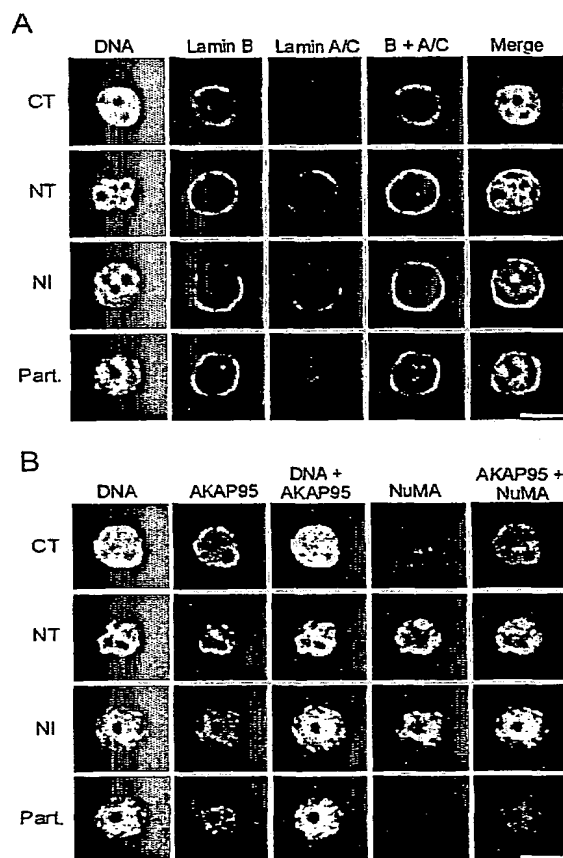 A
DNA Lamin B Lamin A/C B + A/C Merge
CT
NT
NI
Part.
B
DNA AKAP95 DNA + AKAP95 NuMA AKAP95 + NuMA
CT
NT
NI
Part.